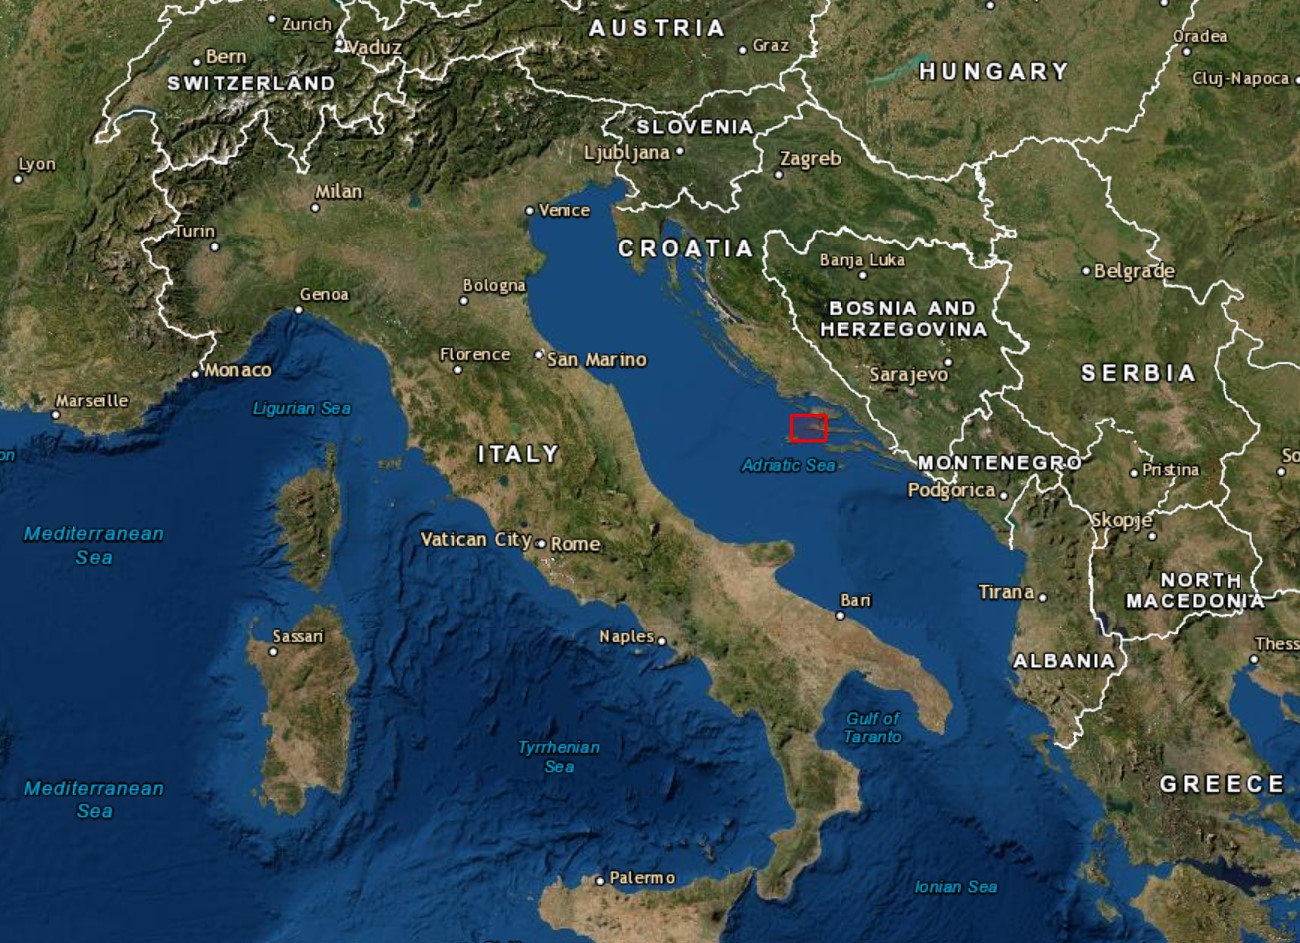 AUSTRIA
Zurich
Oradea
Vaduz
Graz
Bern
HUNGARY
Cluj-Napoca
SWITZERLAND
SLOVENIA
Ljubljana
Zagreb
Lyon
Milan
Venice
Turin
CROATIA
Banja Luka
Belgrade
Bologna
Genoa
BOSNIA AND
HERZEGOVINA
Florence
San Marino
Monaco
Sarajevo
SERBIA
Marseille
Ligurian Sea
ITALY
Adriatic Sea
MONTENEGRO
Pristina
Podgorica
Mediterranean
Sea
Skopje
Vatican City
Rome
NORTH
MACEDONIA
Tirana
Bari
Sassari
Naples
Thess
ALBANIA
Gulf of
Taranto
Tyrrhenian
Sea
Mediterranean
Sea
GREECE
Palermo
Ionian Sea